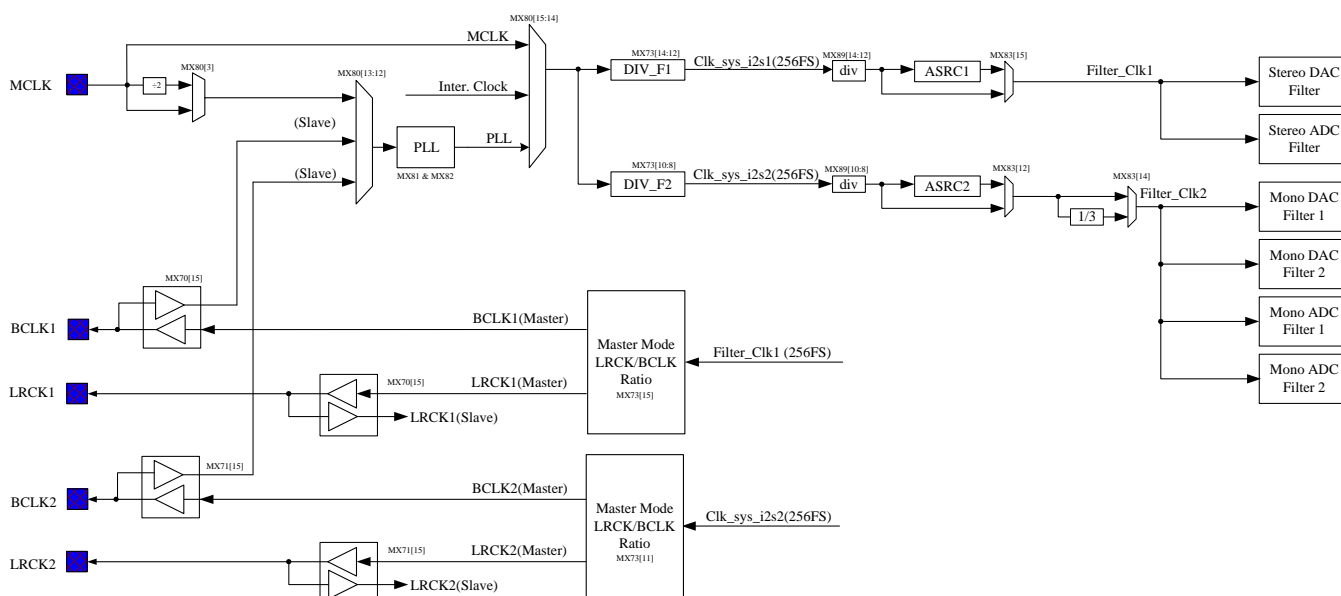 MX80[15:14]
MCLK
MX80[3]
MX80[13:12]
MCLK
÷2
(Slave)
(Slave)
Inter. Clock
PLL
MX81 & MX82
PLL
MX73[14:12]
DIV_F1
Clk_sys_i2s1(256FS)
MX89[14:12]
div
ASRC1
MX83[15]
Filter_Clk1
Stereo DAC
Filter
Stereo ADC
Filter
MX73[10:8]
DIV_F2
Clk_sys_i2s2(256FS)
MX89[10:8]
div
ASRC2
MX83[12]
1/3
MX83[14]
Filter_Clk2
Mono DAC
Filter 1
Mono DAC
Filter 2
Mono ADC
Filter 1
Mono ADC
Filter 2
MX70[15]
BCLK1
BCLK1(Master)
Master Mode
LRCK/BCLK
Ratio
MX73[15]
Filter_Clk1 (256FS)
LRCK1
MX70[15]
LRCK1(Master)
LRCK1(Slave)
MX71[15]
BCLK2
BCLK2(Master)
Master Mode
LRCK/BCLK
Ratio
MX73[11]
Clk_sys_i2s2(256FS)
LRCK2
MX71[15]
LRCK2(Master)
LRCK2(Slave)